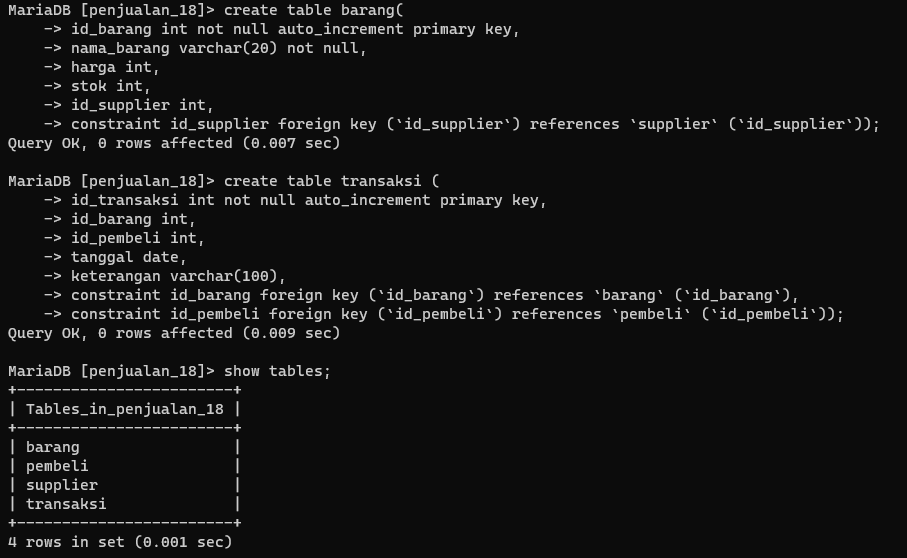 MariaDB [penjualan_18]> create table barang(
    -> id_barang int not null auto_increment primary key,
    -> nama_barang varchar(20) not null,
    -> harga int,
    -> stok int,
    -> id_supplier int,
    -> constraint id_supplier foreign key (`id_supplier`) references `supplier` (`id_supplier`));
Query OK, 0 rows affected (0.007 sec)

MariaDB [penjualan_18]> create table transaksi (
    -> id_transaksi int not null auto_increment primary key,
    -> id_barang int,
    -> id_pembeli int,
    -> tanggal date,
    -> keterangan varchar(100),
    -> constraint id_barang foreign key (`id_barang`) references `barang` (`id_barang`),
    -> constraint id_pembeli foreign key (`id_pembeli`) references `pembeli` (`id_pembeli`));
Query OK, 0 rows affected (0.009 sec)

MariaDB [penjualan_18]> show tables;
+------------------------+
| Tables_in_penjualan_18 |
+------------------------+
| barang                 |
| pembeli                |
| supplier               |
| transaksi              |
+------------------------+
4 rows in set (0.001 sec)